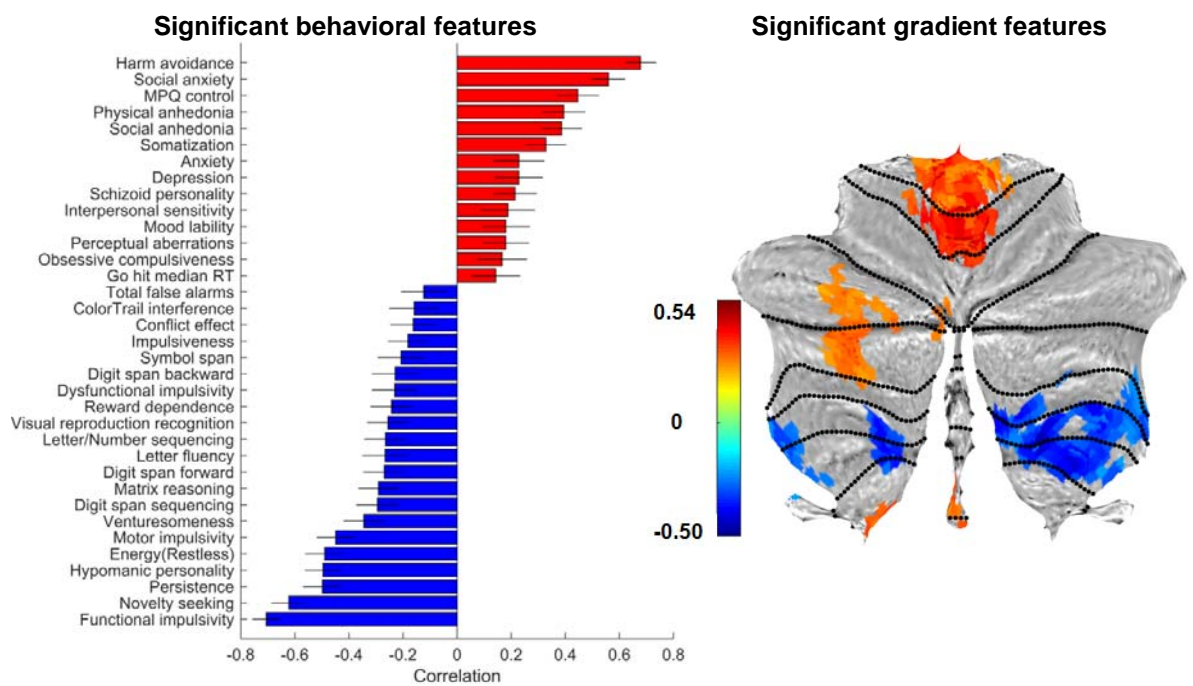 Significant behavioral features
Significant gradient features
Harm avoidance
Social anxiety
MPQ control
Physical anhedonia
Social anhedonia
Somatization
Anxiety
Depression
Schizoid personality
Interpersonal sensitivity
Mood lability
Perceptual aberrations
Obsessive compulsiveness
Go hit median RT
Total false alarms
ColorTrail interference
Conflict effect
Impulsiveness
Symbol span
Digit span backward
Dysfunctional impulsivity
Reward dependence
Visual reproduction recognition
Letter/Number sequencing
Letter fluency
Digit span forward
Matrix reasoning
Digit span sequencing
Venturesomeness
Motor impulsivity
Energy(Restless)
Hypomanic personality
Persistence
Novelty seeking
Functional impulsivity
-0.8 -0.6 -0.4 -0.2 0 0.2 0.4 0.6 0.8
Correlation
0.54
0
-0.50